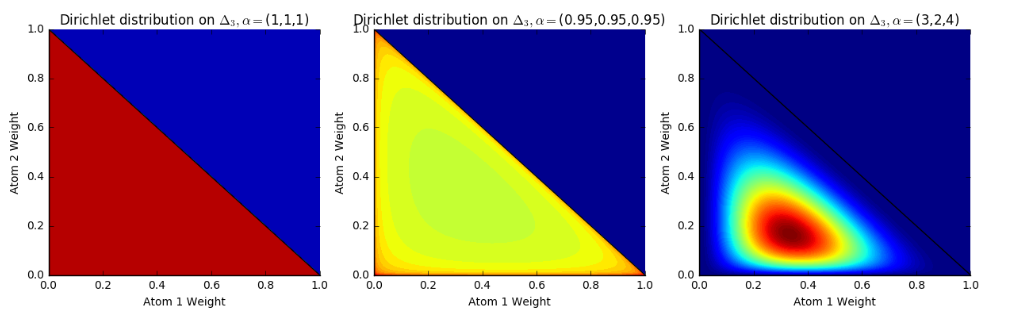 Dirichlet distribution on Δ₃, α = (1,1,1)
1.0
0.8
0.6
0.4
0.2
0.0
Atom 2 Weight
0.0 0.2 0.4 0.6 0.8 1.0
Atom 1 Weight
Dirichlet distribution on Δ₃, α = (0.95,0.95,0.95)
1.0
0.8
0.6
0.4
0.2
0.0
Atom 2 Weight
0.0 0.2 0.4 0.6 0.8 1.0
Atom 1 Weight
Dirichlet distribution on Δ₃, α = (3,2,4)
1.0
0.8
0.6
0.4
0.2
0.0
Atom 2 Weight
0.0 0.2 0.4 0.6 0.8 1.0
Atom 1 Weight